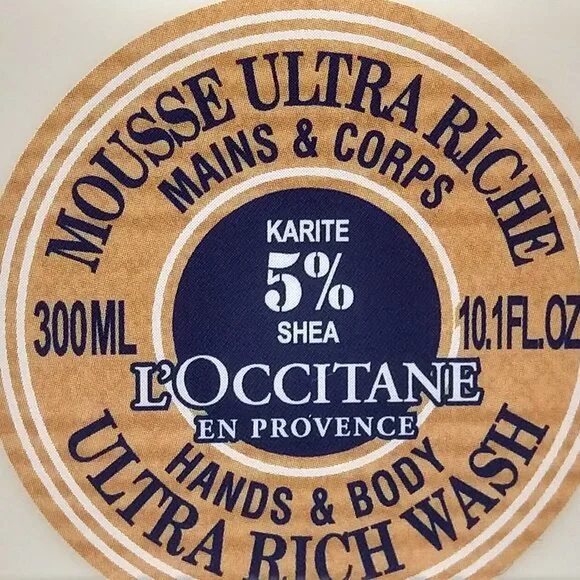 MOUSSE ULTRA RICHE
MAINS & CORPS
KARITE
5%
SHEA
300ML
10.1FL.OZ
L'OCCITANE
EN PROVENCE
HANDS & BODY
ULTRA RICH WASH